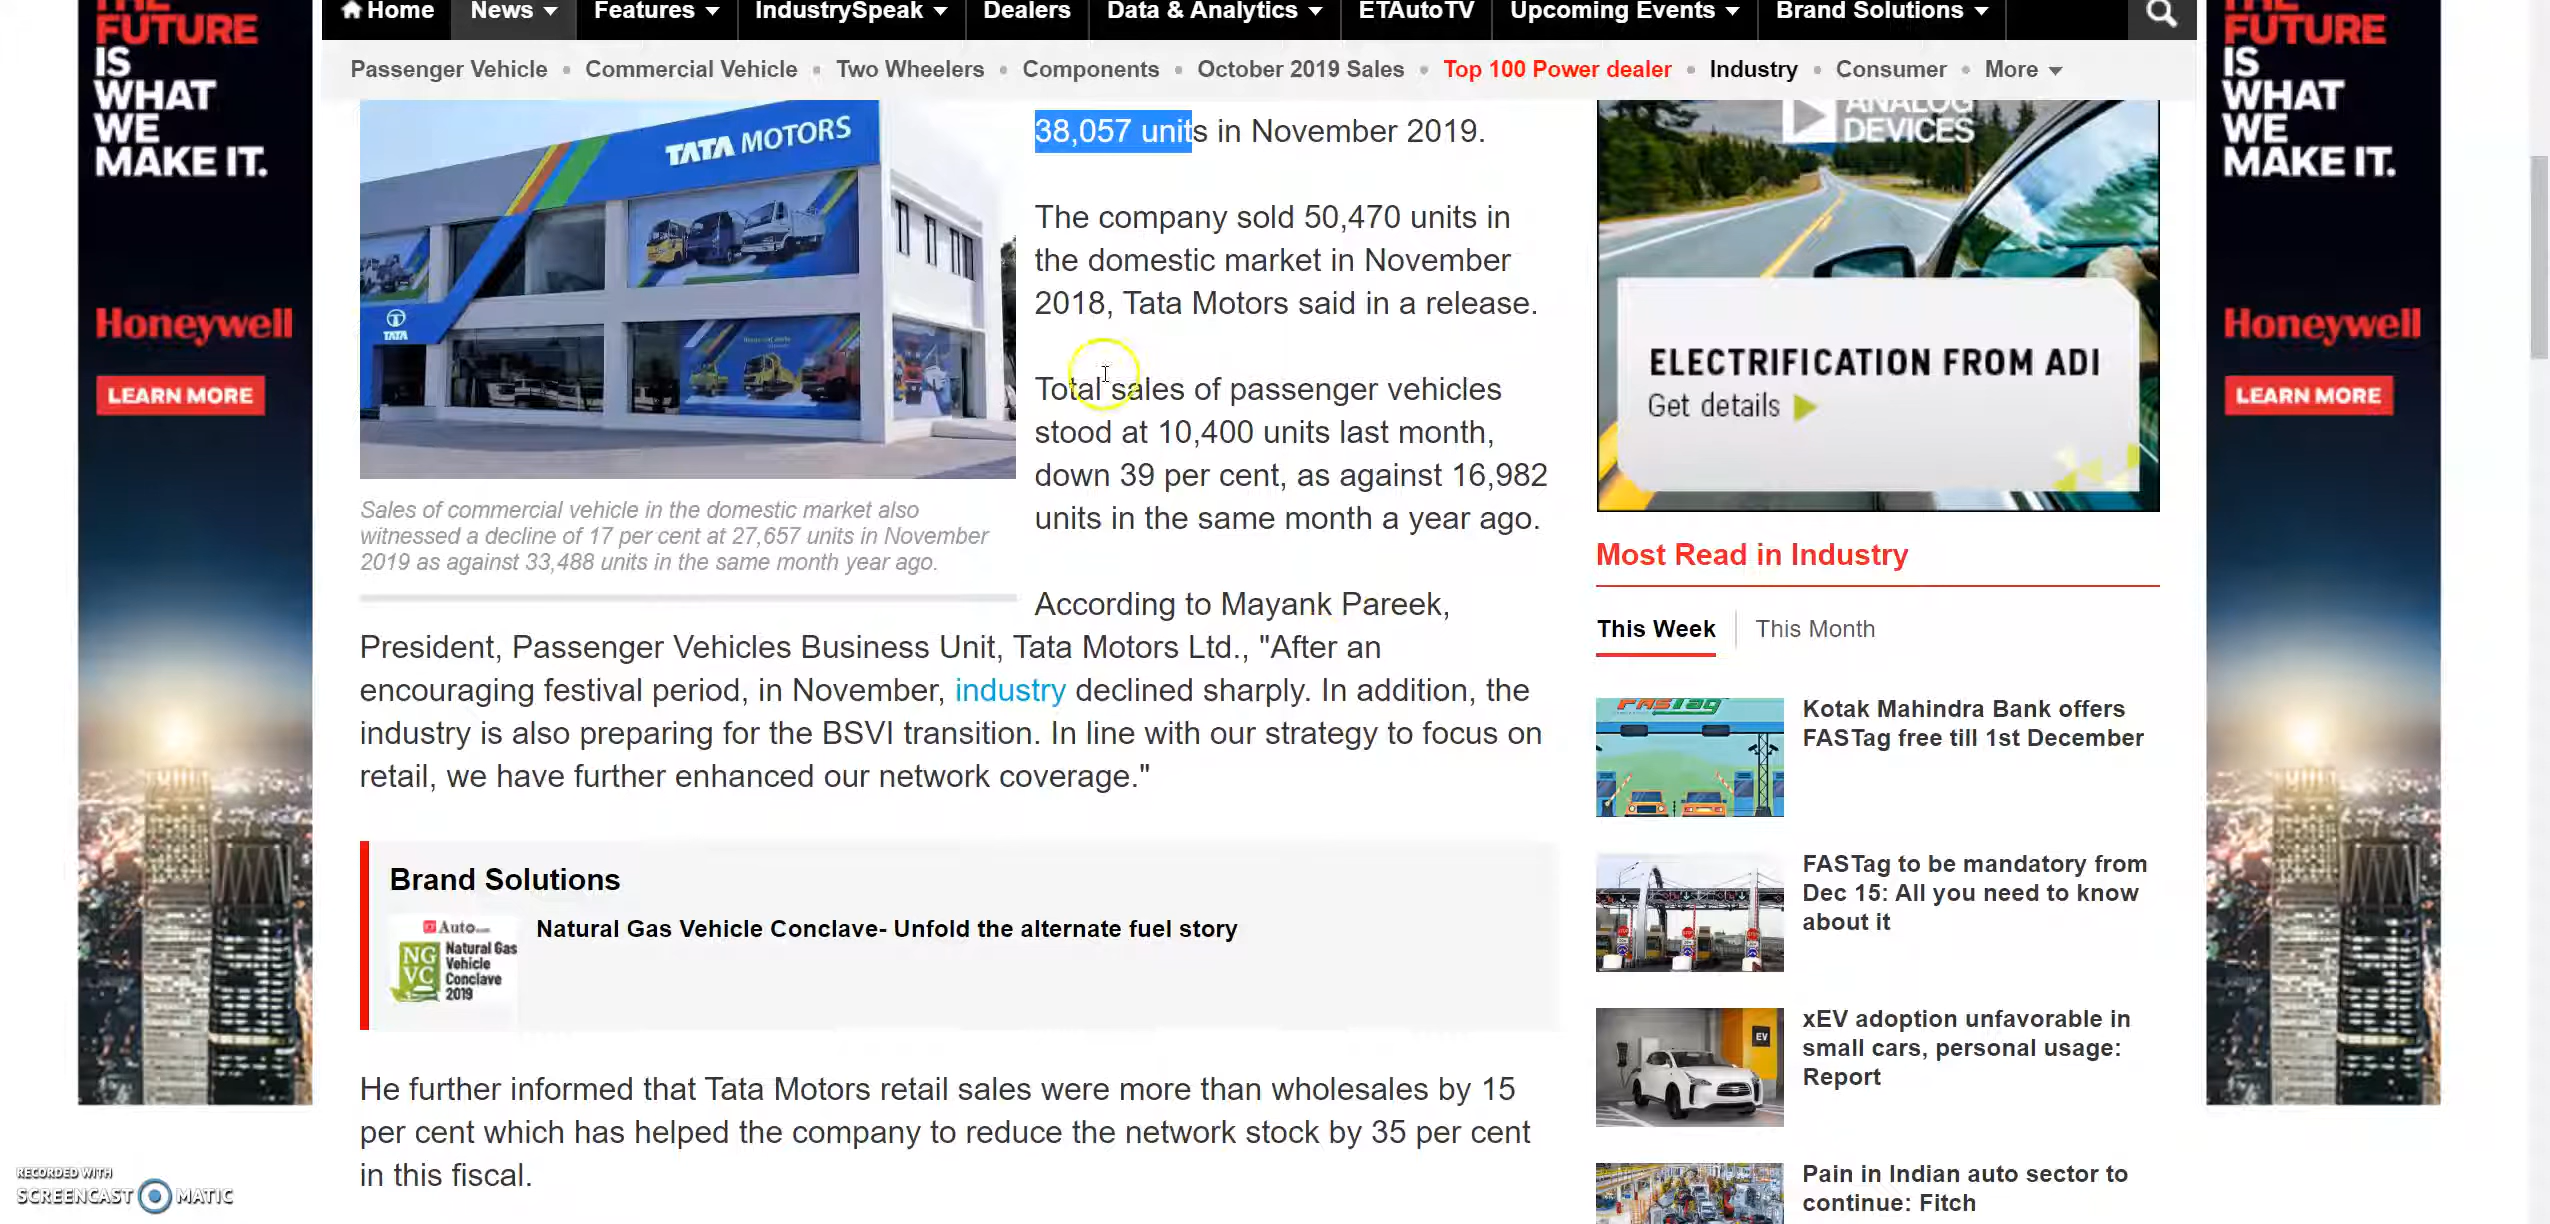 THE
FUTURE
IS
WHAT
WE
MAKE IT.
Honeywell
LEARN MORE
Home
News
Features
IndustrySpeak
Dealers
Data & Analytics
ETAutoTV
Upcoming Events
Brand Solutions
Passenger Vehicle • Commercial Vehicle • Two Wheelers • Components • October 2019 Sales • Top 100 Power dealer • Industry • Consumer • More
TATA MOTORS
TATA
Sales of commercial vehicle in the domestic market also
witnessed a decline of 17 per cent at 27,657 units in November
2019 as against 33,488 units in the same month year ago.
38,057 units in November 2019.
The company sold 50,470 units in
the domestic market in November
2018, Tata Motors said in a release.
Total sales of passenger vehicles
stood at 10,400 units last month,
down 39 per cent, as against 16,982
units in the same month a year ago.
According to Mayank Pareek,
President, Passenger Vehicles Business Unit, Tata Motors Ltd., "After an
encouraging festival period, in November, industry declined sharply. In addition, the
industry is also preparing for the BSVI transition. In line with our strategy to focus on
retail, we have further enhanced our network coverage."
Brand Solutions
Auto.com
NG
VC
Natural Gas
Vehicle
Conclave
2019
Natural Gas Vehicle Conclave- Unfold the alternate fuel story
He further informed that Tata Motors retail sales were more than wholesales by 15
per cent which has helped the company to reduce the network stock by 35 per cent
in this fiscal.
ANALOG
DEVICES
ELECTRIFICATION FROM ADI
Get details
Most Read in Industry
This Week
This Month
FASTag
Kotak Mahindra Bank offers
FASTag free till 1st December
FASTag to be mandatory from
Dec 15: All you need to know
about it
EV
xEV adoption unfavorable in
small cars, personal usage:
Report
Pain in Indian auto sector to
continue: Fitch
THE
FUTURE
IS
WHAT
WE
MAKE IT.
Honeywell
LEARN MORE
RECORDED WITH
SCREENCAST MATIC